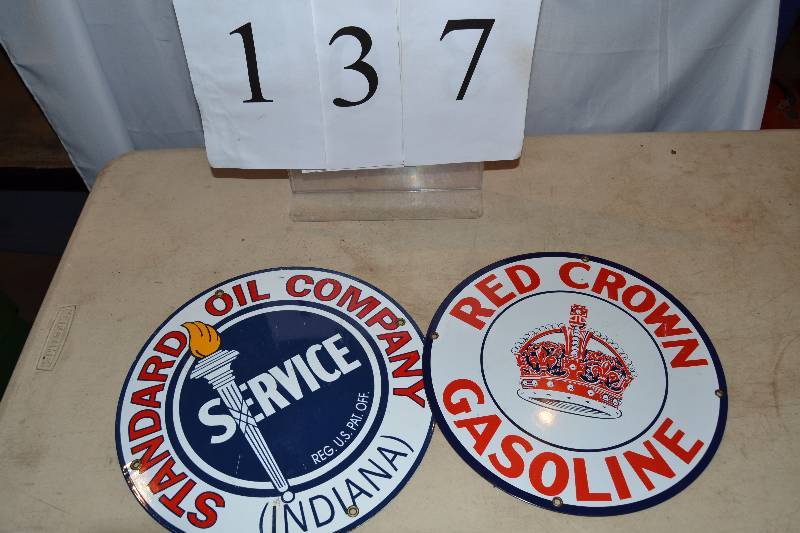 137
STANDARD OIL COMPANY
SERVICE
REG. U.S. PAT. OFF.
(INDIANA)
RED CROWN
GASOLINE